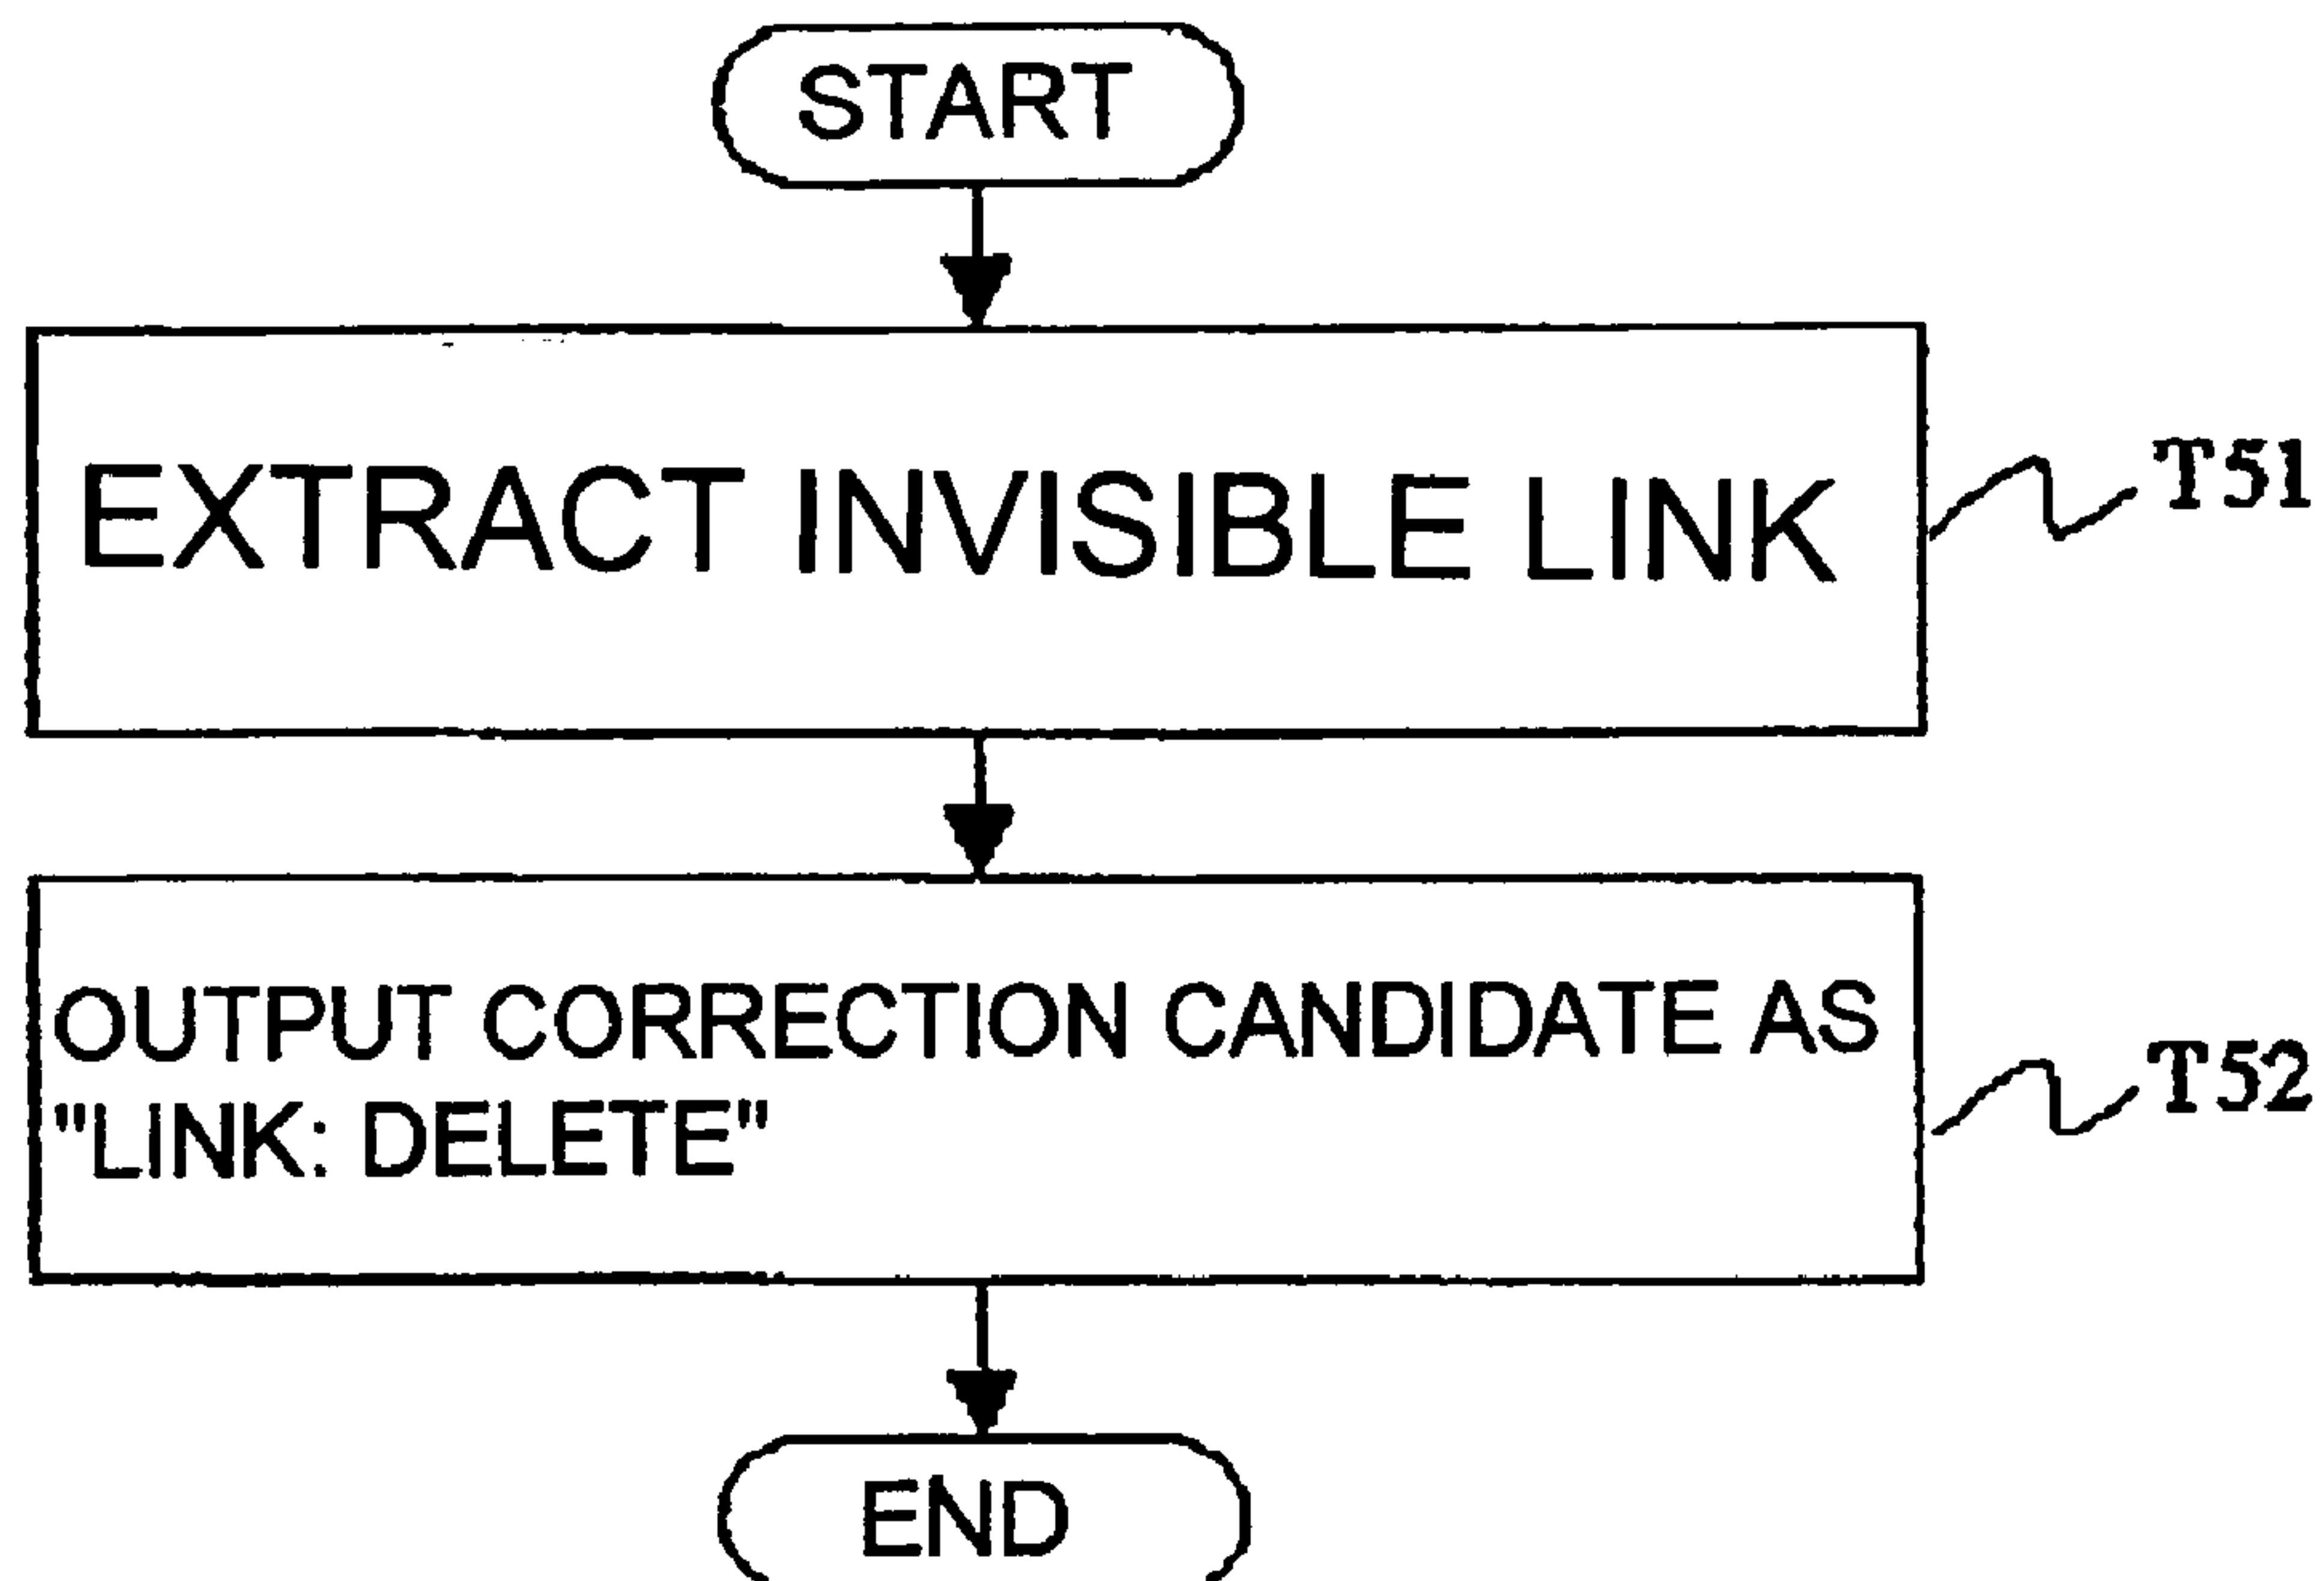 START
EXTRACT INVISIBLE LINK
T51
OUTPUT CORRECTION CANDIDATE AS
"LINK: DELETE"
T52
END